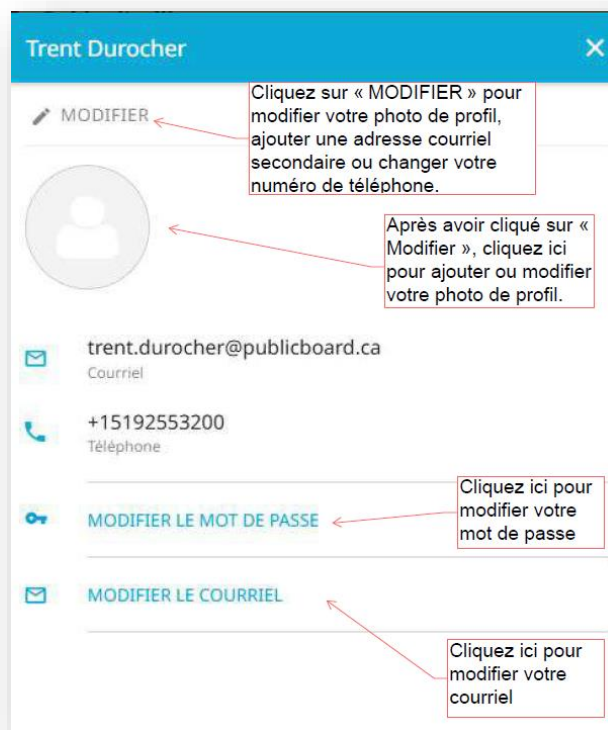 Trent Durocher
MODIFIER
Cliquez sur « MODIFIER » pour
modifier votre photo de profil,
ajouter une adresse courriel
secondaire ou changer votre
numéro de téléphone.
Après avoir cliqué sur «
Modifier », cliquez ici
pour ajouter ou modifier
votre photo de profil.
trent.durocher@publicboard.ca
Courriel
+15192553200
Téléphone
Cliquez ici pour
modifier votre
mot de passe
MODIFIER LE MOT DE PASSE
MODIFIER LE COURRIEL
Cliquez ici pour
modifier votre
courriel